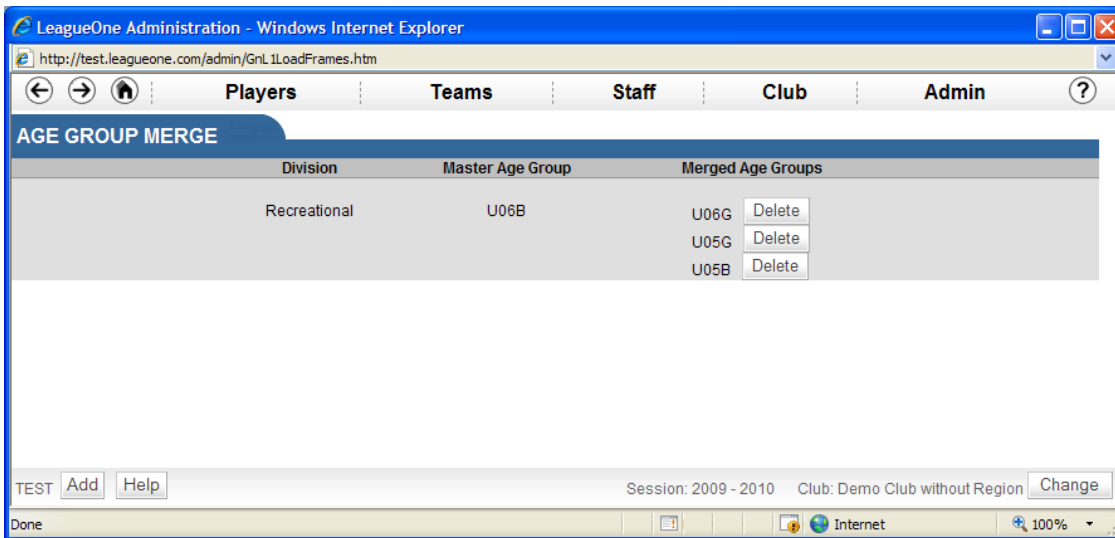 LeagueOne Administration - Windows Internet Explorer
http://test.leagueone.com/admin/GnL1LoadFrames.htm
Players Teams Staff Club Admin ?
AGE GROUP MERGE
Division Master Age Group Merged Age Groups
Recreational U06B U06G Delete
U05G Delete
U05B Delete
TEST Add Help Session: 2009 - 2010 Club: Demo Club without Region Change
Done Internet 100%